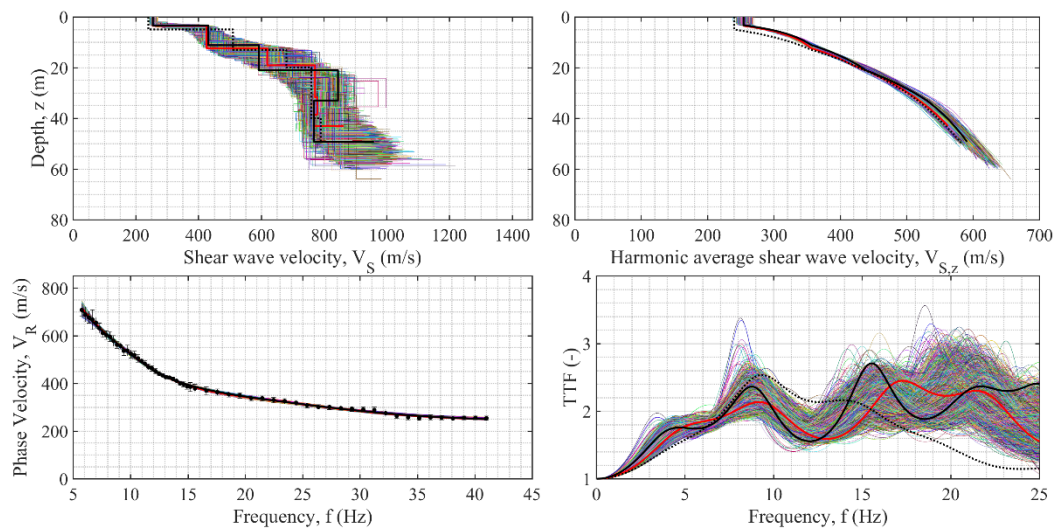 0
20
40
60
80
Depth, z (m)
0 200 400 600 800 1000 1200 1400
Shear wave velocity, V_S (m/s)
0
20
40
60
80
0 100 200 300 400 500 600 700
Harmonic average shear wave velocity, V_S,z (m/s)
800
600
400
200
0
Phase Velocity, V_R (m/s)
5 10 15 20 25 30 35 40 45
Frequency, f (Hz)
4
3
2
1
TTF (-)
0 5 10 15 20 25
Frequency, f (Hz)